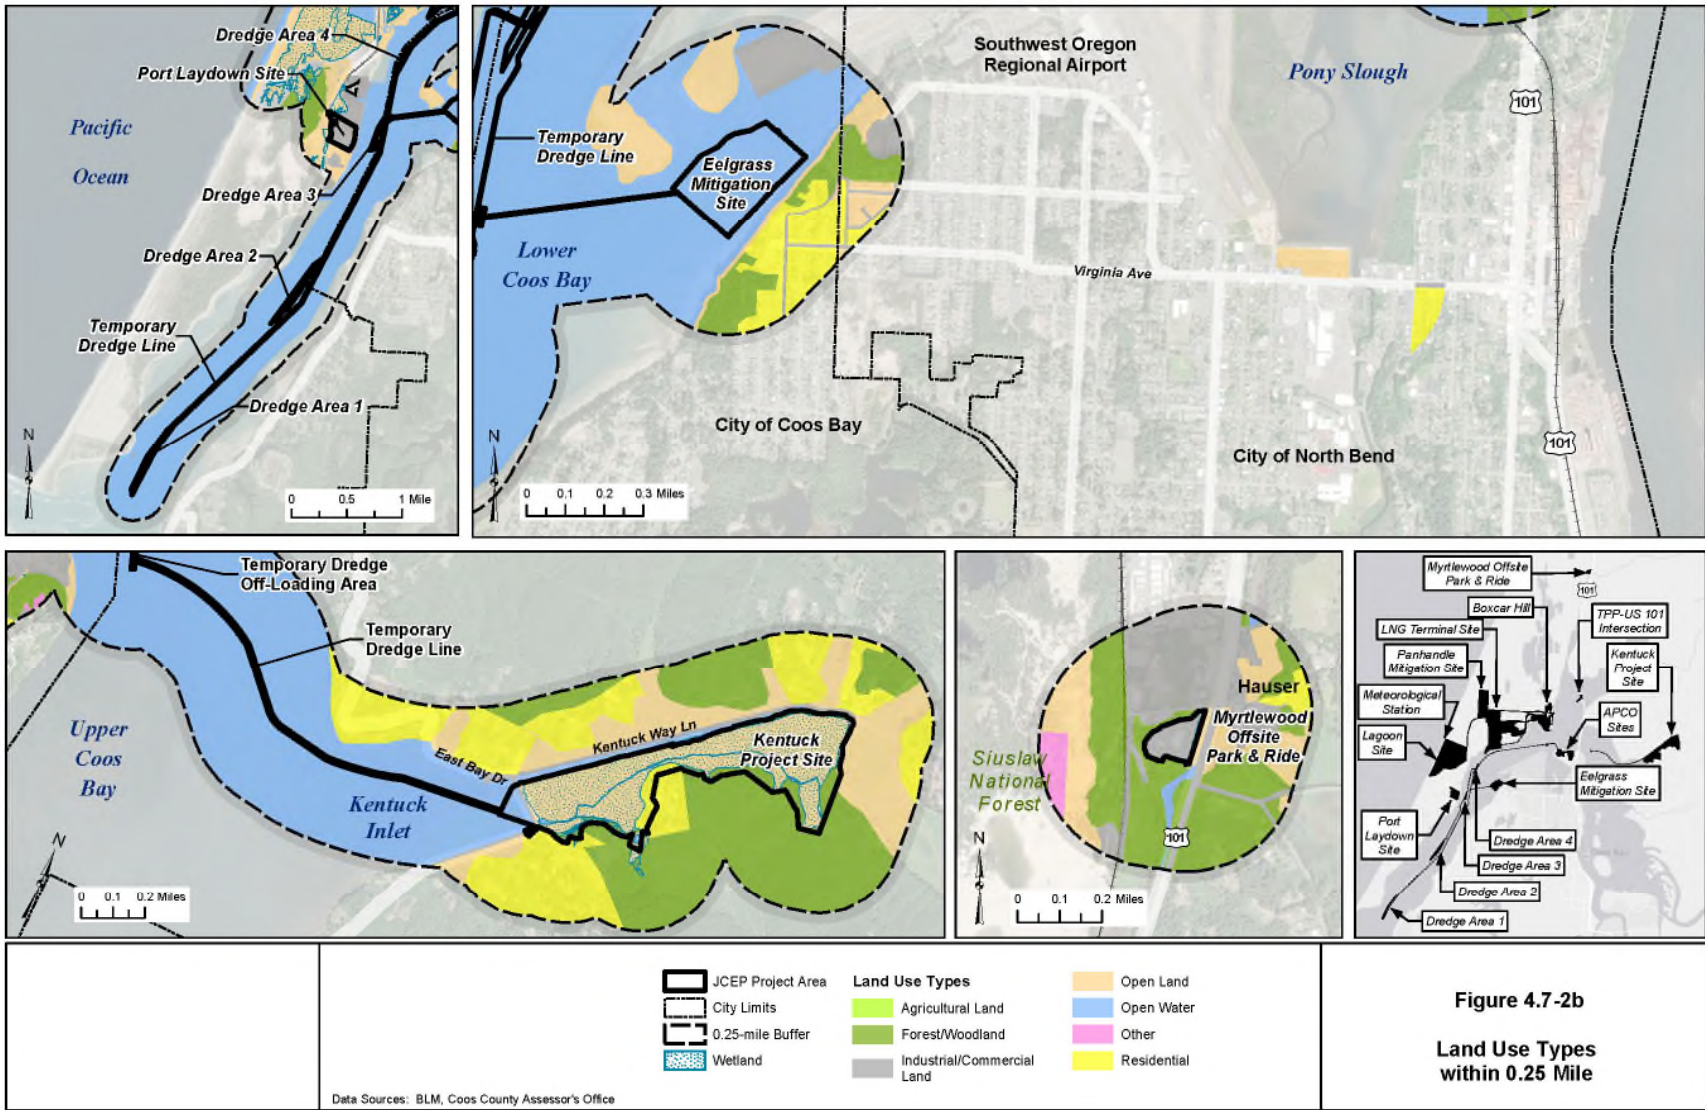 Dredge Area 4
Port Laydown Site
Pacific
Ocean
Dredge Area 3
Dredge Area 2
Temporary
Dredge Line
Dredge Area 1
N
0 0.5 1 Mile
Southwest Oregon
Regional Airport
Pony Slough
101
Temporary
Dredge Line
Eelgrass
Mitigation
Site
Lower
Coos Bay
Virginia Ave
City of Coos Bay
City of North Bend
101
N
0 0.1 0.2 0.3 Miles
Temporary Dredge
Off-Loading Area
Temporary
Dredge Line
Upper
Coos
Bay
Kentuck Way Ln
East Bay Dr
Kentuck
Project Site
Kentuck
Inlet
N
0 0.1 0.2 Miles
Hauser
Myrtlewood
Offsite
Park & Ride
Siuslaw
National
Forest
101
N
0 0.1 0.2 Miles
Myrtlewood Offsite
Park & Ride
101
Boxcar Hill
TPP-US 101
Intersection
LNG Terminal Site
Panhandle
Mitigation Site
Kentuck
Project
Site
Meteorological
Station
APCO
Sites
Lagoon
Site
Eelgrass
Mitigation Site
Port
Laydown
Site
Dredge Area 4
Dredge Area 3
Dredge Area 2
Dredge Area 1
JCEP Project Area
City Limits
0.25-mile Buffer
Wetland
Land Use Types
Agricultural Land
Forest/Woodland
Industrial/Commercial
Land
Open Land
Open Water
Other
Residential
Data Sources: BLM, Coos County Assessor's Office
Figure 4.7-2b
Land Use Types
within 0.25 Mile